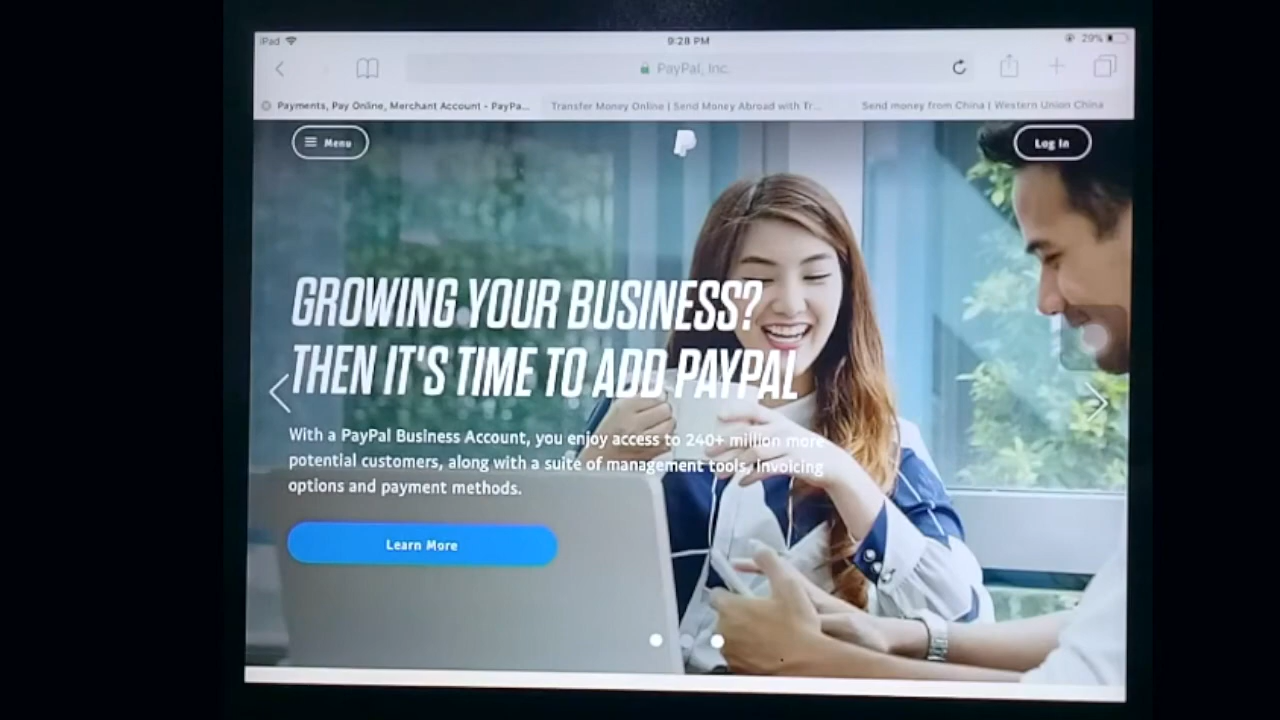 iPad
9:28 PM
29%
PayPal, Inc.
Payments, Pay Online, Merchant Account - PayPa...
Transfer Money Online | Send Money Abroad with Tr...
Send money from China | Western Union China
Menu
Log In
GROWING YOUR BUSINESS?
THEN IT'S TIME TO ADD PAYPAL
With a PayPal Business Account, you enjoy access to 240+ million more
potential customers, along with a suite of management tools, invoicing
options and payment methods.
Learn More